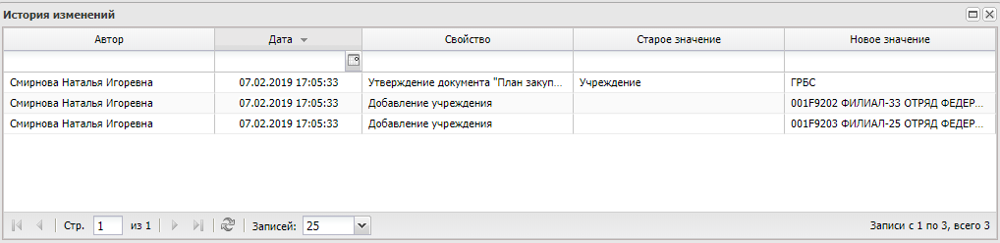 История изменений
Автор Дата Свойство Старое значение Новое значение
Смирнова Наталья Игоревна 07.02.2019 17:05:33 Утверждение документа "План закуп... Учреждение ГРБС
Смирнова Наталья Игоревна 07.02.2019 17:05:33 Добавление учреждения 001F9202 ФИЛИАЛ-33 ОТРЯД ФЕДЕР...
Смирнова Наталья Игоревна 07.02.2019 17:05:33 Добавление учреждения 001F9203 ФИЛИАЛ-25 ОТРЯД ФЕДЕР...
Стр. 1 из 1 Записей: 25 Записи с 1 по 3, всего 3